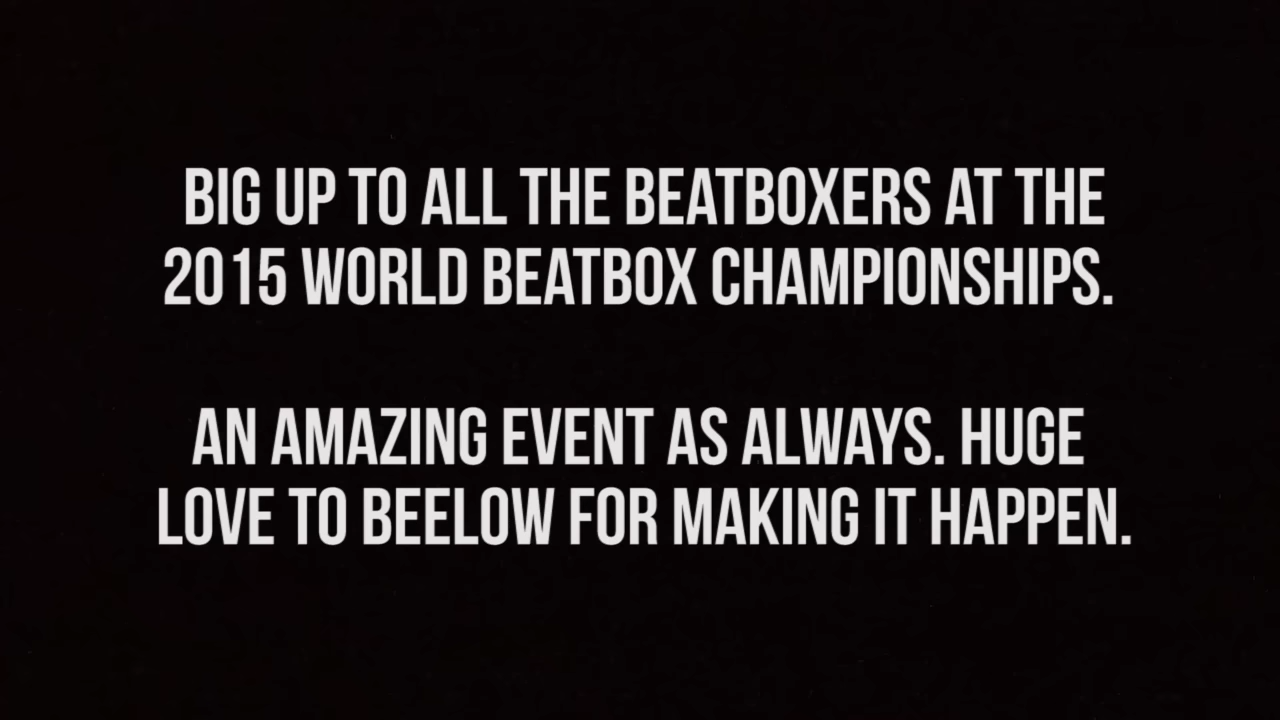 BIG UP TO ALL THE BEATBOXERS AT THE
2015 WORLD BEATBOX CHAMPIONSHIPS.
AN AMAZING EVENT AS ALWAYS. HUGE
LOVE TO BEELOW FOR MAKING IT HAPPEN.